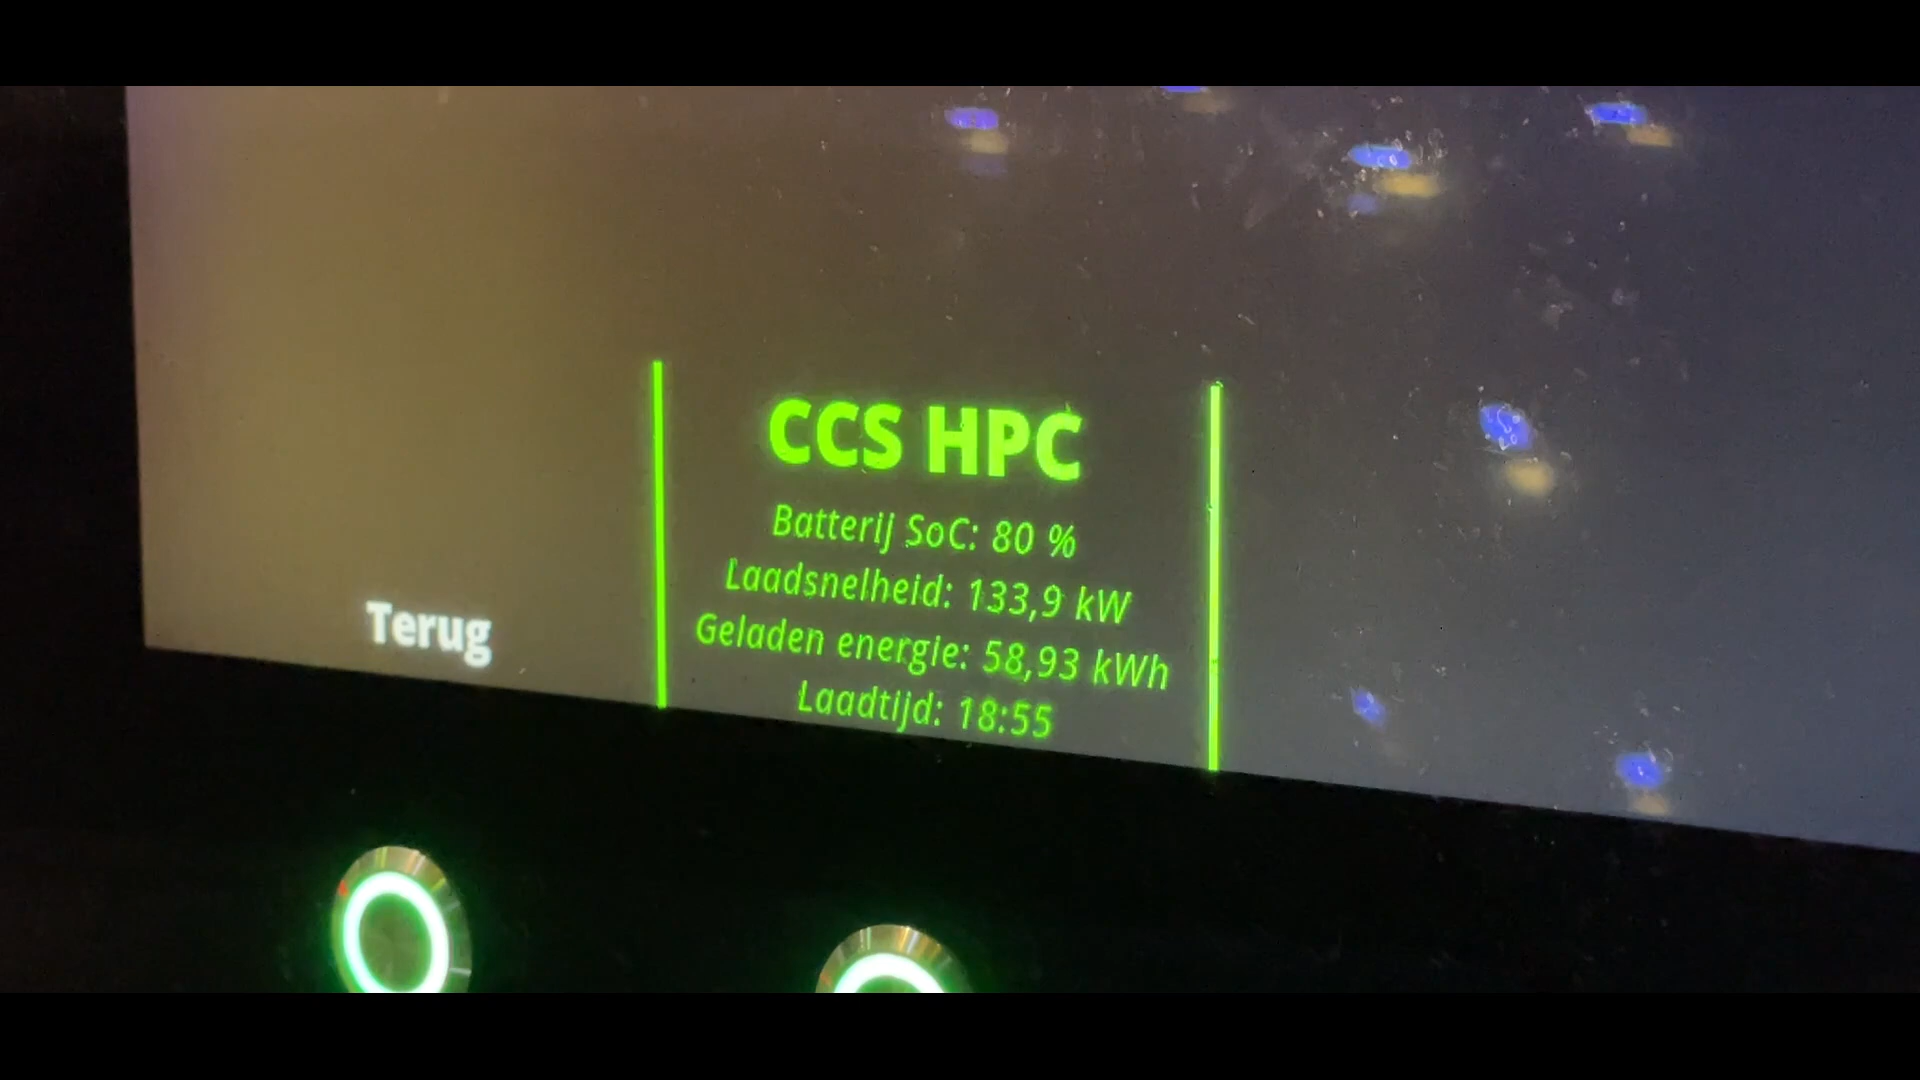 CCS HPC
Batterij SoC: 80 %
Laadsnelheid: 133,9 kW
Geladen energie: 58,93 kWh
Laadtijd: 18:55
Terug